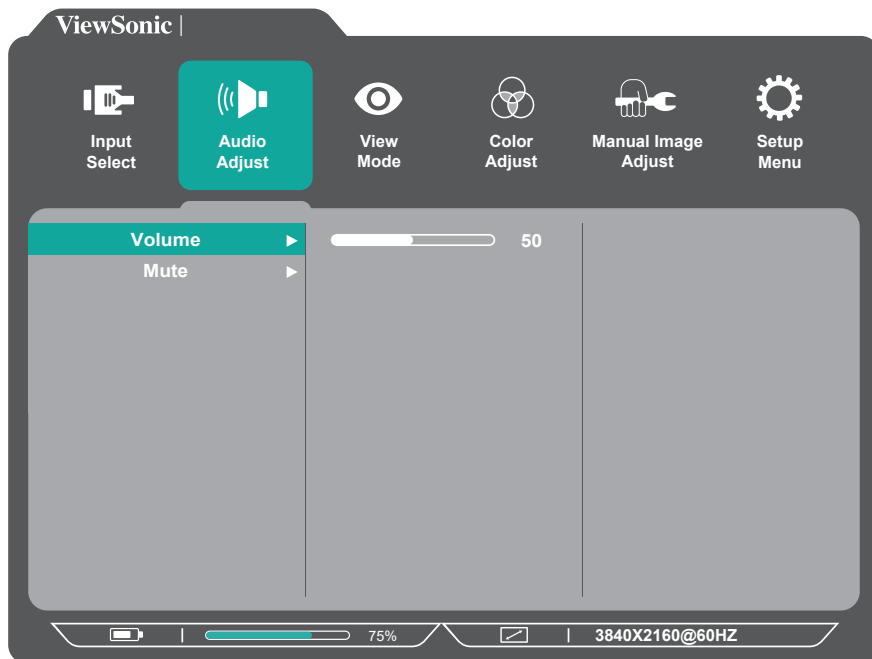 ViewSonic
Input
Select
Audio
Adjust
View
Mode
Color
Adjust
Manual Image
Adjust
Setup
Menu
Volume
50
Mute
75%
3840X2160@60HZ